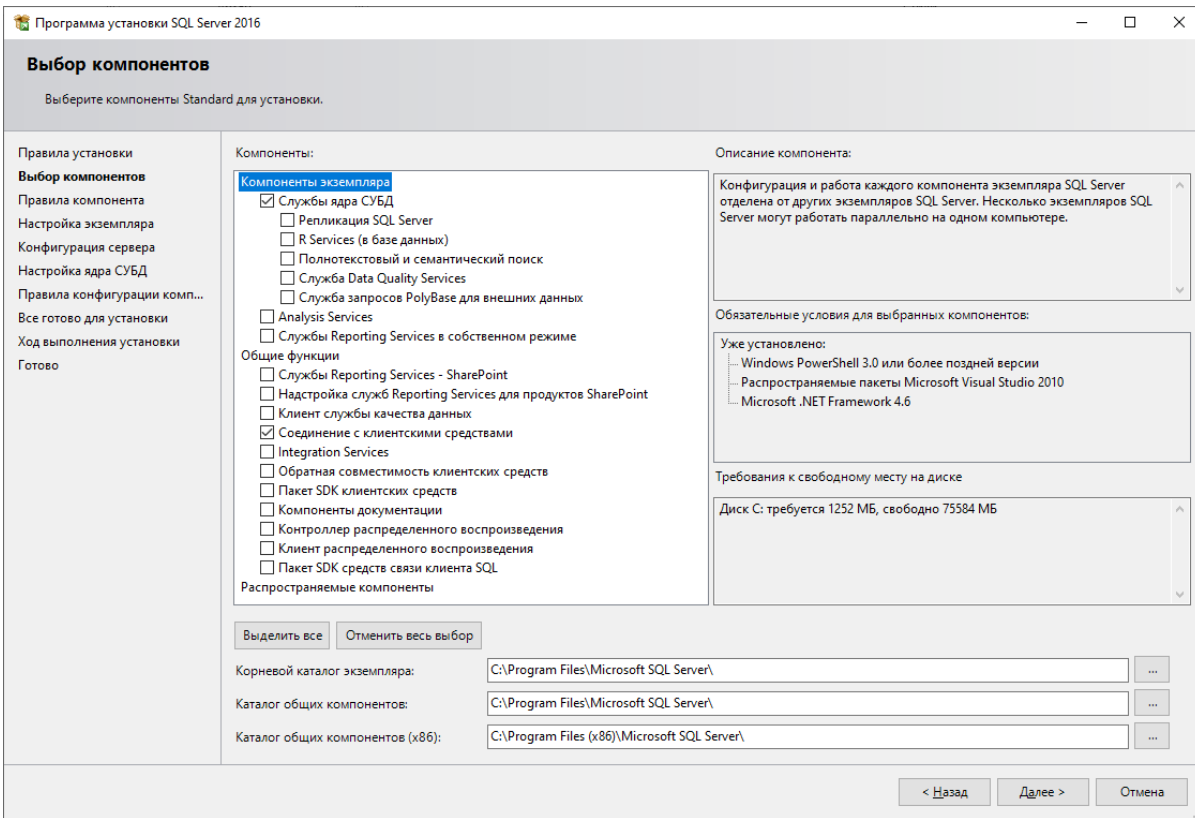 Программа установки SQL Server 2016
Выбор компонентов
Выберите компоненты Standard для установки.
Правила установки
Выбор компонентов
Правила компонента
Настройка экземпляра
Конфигурация сервера
Настройка ядра СУБД
Правила конфигурации комп...
Все готово для установки
Ход выполнения установки
Готово
Компоненты:
Компоненты экземпляра
Службы ядра СУБД
Репликация SQL Server
R Services (в базе данных)
Полнотекстовый и семантический поиск
Служба Data Quality Services
Служба запросов PolyBase для внешних данных
Analysis Services
Службы Reporting Services в собственном режиме
Общие функции
Службы Reporting Services - SharePoint
Надстройка служб Reporting Services для продуктов SharePoint
Клиент службы качества данных
Соединение с клиентскими средствами
Integration Services
Обратная совместимость клиентских средств
Пакет SDK клиентских средств
Компоненты документации
Контроллер распределенного воспроизведения
Клиент распределенного воспроизведения
Пакет SDK средств связи клиента SQL
Распространяемые компоненты
Описание компонента:
Конфигурация и работа каждого компонента экземпляра SQL Server
отделена от других экземпляров SQL Server. Несколько экземпляров SQL
Server могут работать параллельно на одном компьютере.
Обязательные условия для выбранных компонентов:
Уже установлено:
Windows PowerShell 3.0 или более поздней версии
Распространяемые пакеты Microsoft Visual Studio 2010
Microsoft .NET Framework 4.6
Требования к свободному месту на диске
Диск C: требуется 1252 МБ, свободно 75584 МБ
Выделить все
Отменить весь выбор
Корневой каталог экземпляра:
C:\Program Files\Microsoft SQL Server\
...
Каталог общих компонентов:
C:\Program Files\Microsoft SQL Server\
...
Каталог общих компонентов (x86):
C:\Program Files (x86)\Microsoft SQL Server\
...
< Назад
Далее >
Отмена